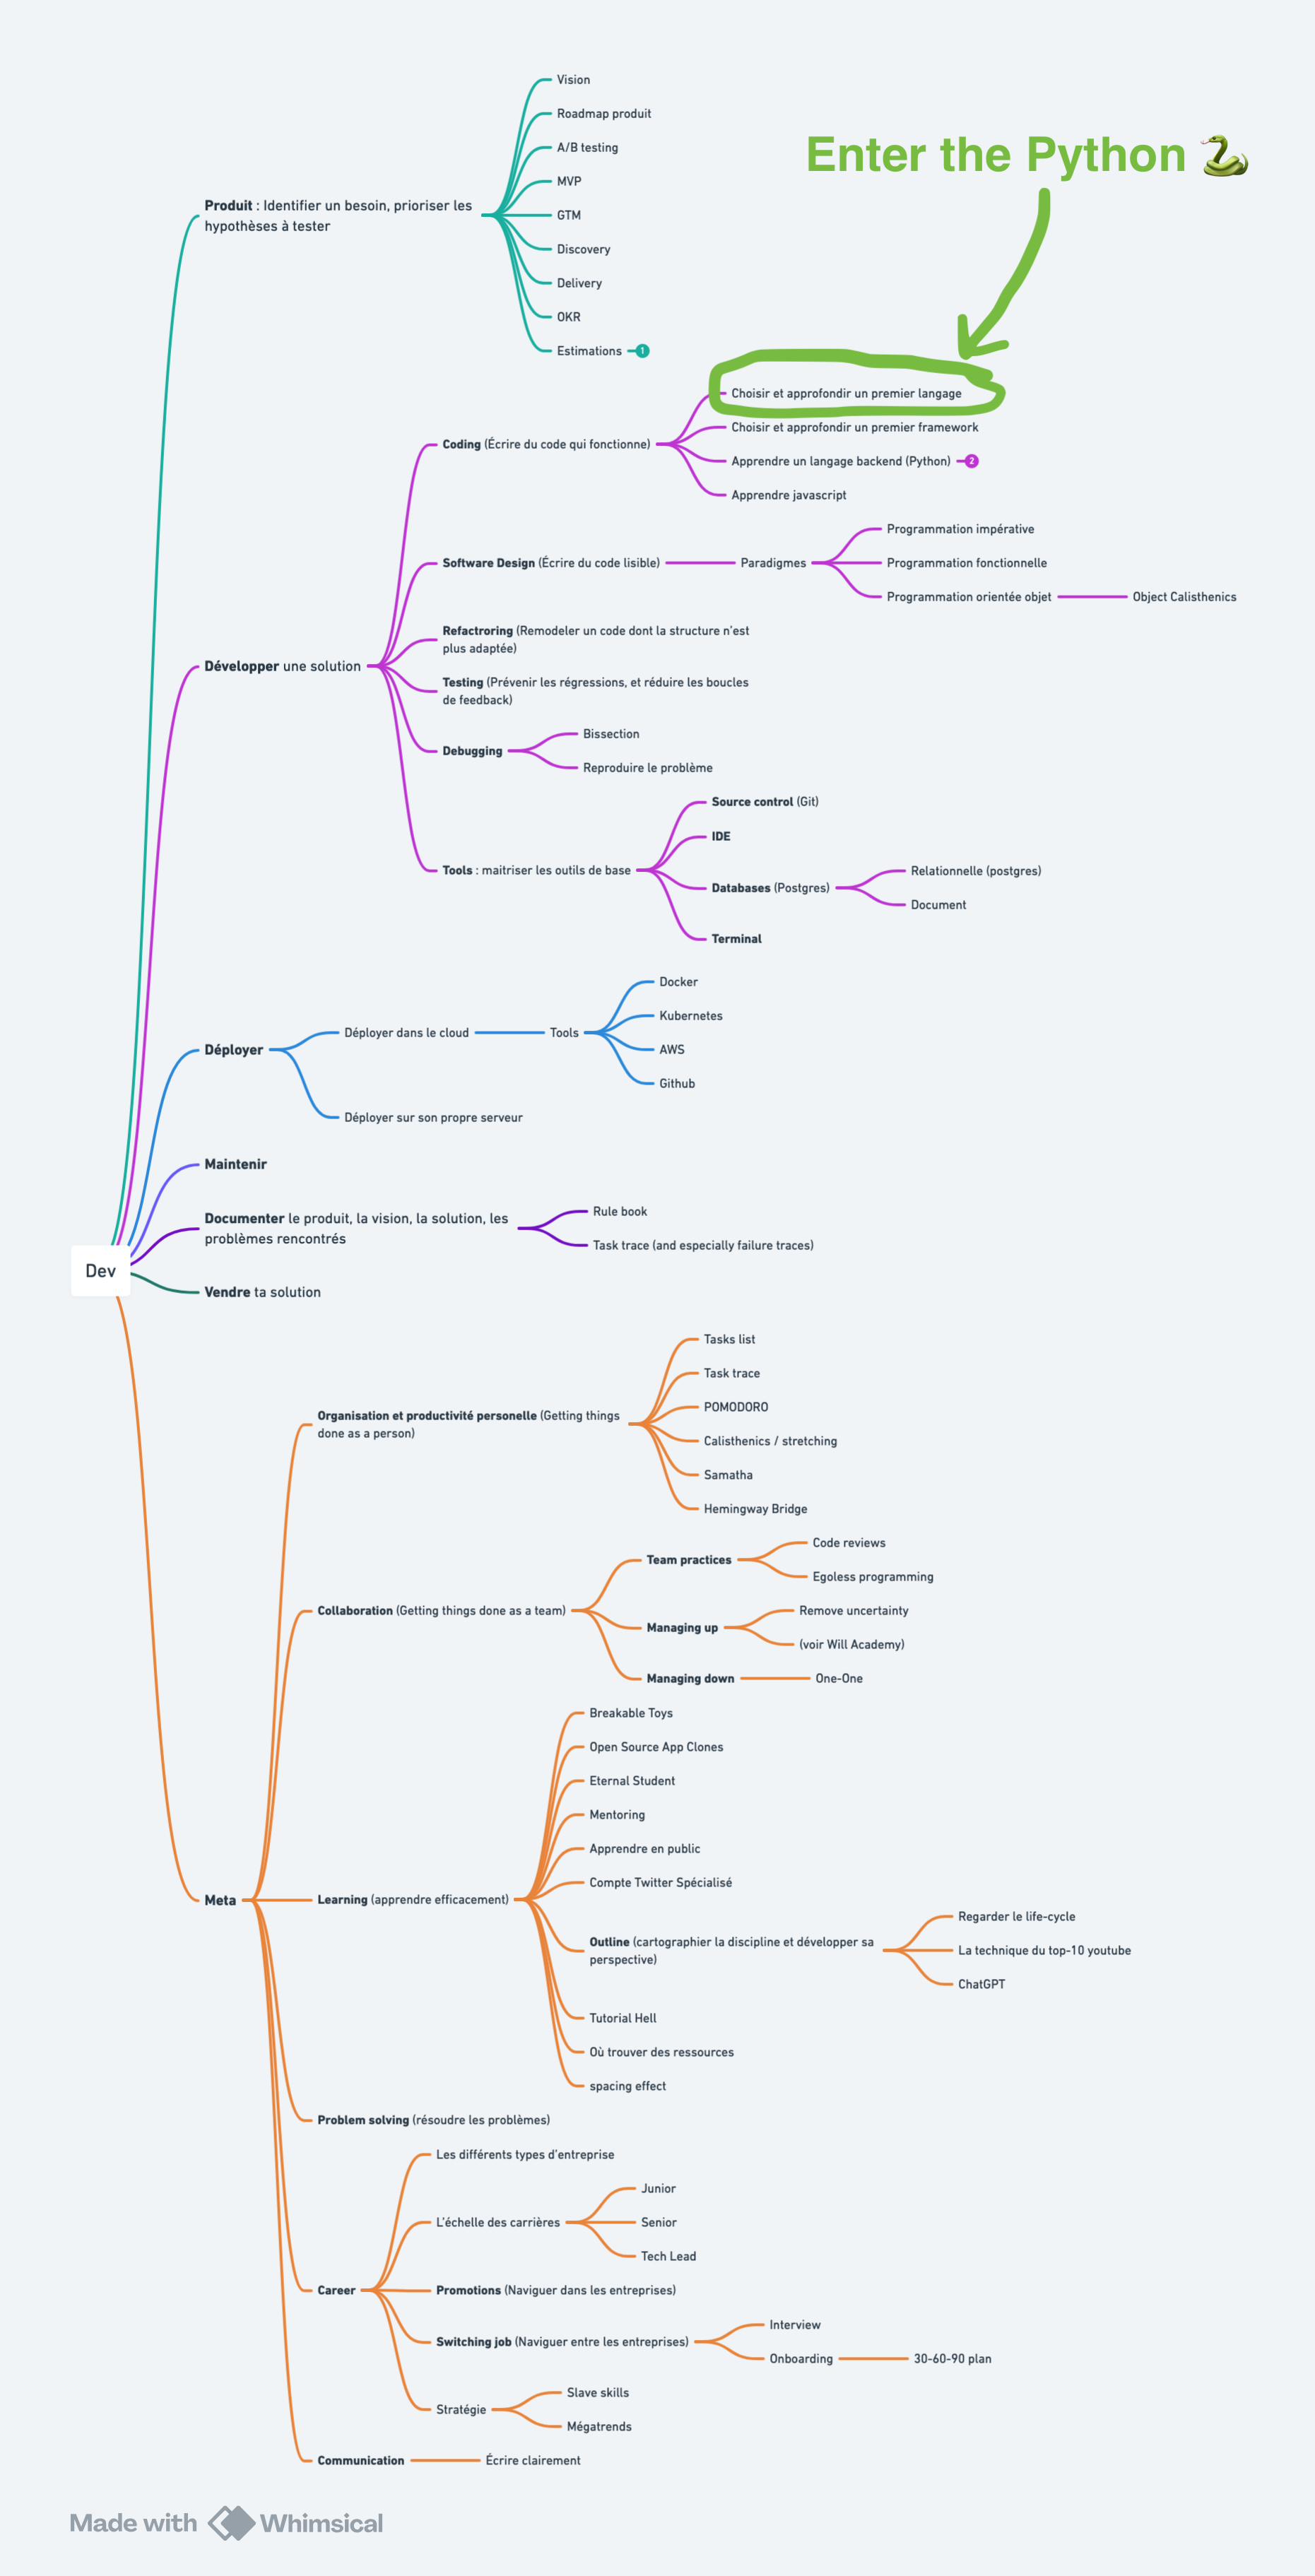 Vision
Roadmap produit
Enter the Python 🐍
A/B testing
MVP
Produit : Identifier un besoin, prioriser les
hypothèses à tester
GTM
Discovery
Delivery
OKR
Estimations 1
Choisir et approfondir un premier langage
Choisir et approfondir un premier framework
Coding (Écrire du code qui fonctionne)
Apprendre un langage backend (Python) 2
Apprendre javascript
Programmation impérative
Software Design (Écrire du code lisible)
Paradigmes
Programmation fonctionnelle
Programmation orientée objet
Object Calisthenics
Refactroring (Remodeler un code dont la structure n'est
plus adaptée)
Développer une solution
Testing (Prévenir les régressions, et réduire les boucles
de feedback)
Debugging
Bissection
Reproduire le problème
Source control (Git)
IDE
Tools : maitriser les outils de base
Databases (Postgres)
Relationnelle (postgres)
Document
Terminal
Docker
Kubernetes
Déployer
Déployer dans le cloud
Tools
AWS
Github
Déployer sur son propre serveur
Maintenir
Documenter le produit, la vision, la solution, les
problèmes rencontrés
Rule book
Task trace (and especially failure traces)
Dev
Vendre ta solution
Tasks list
Task trace
POMODORO
Organisation et productivité personelle (Getting things
done as a person)
Calisthenics / stretching
Samatha
Hemingway Bridge
Team practices
Code reviews
Egoless programming
Collaboration (Getting things done as a team)
Managing up
Remove uncertainty
(voir Will Academy)
Managing down
One-One
Breakable Toys
Open Source App Clones
Eternal Student
Mentoring
Apprendre en public
Compte Twitter Spécialisé
Meta
Learning (apprendre efficacement)
Outline (cartographier la discipline et développer sa
perspective)
Regarder le life-cycle
La technique du top-10 youtube
ChatGPT
Tutorial Hell
Où trouver des ressources
spacing effect
Problem solving (résoudre les problèmes)
Les différents types d'entreprise
L'échelle des carrières
Junior
Senior
Tech Lead
Career
Promotions (Naviguer dans les entreprises)
Switching job (Naviguer entre les entreprises)
Interview
Onboarding
30-60-90 plan
Stratégie
Slave skills
Mégatrends
Communication
Écrire clairement
Made with Whimsical